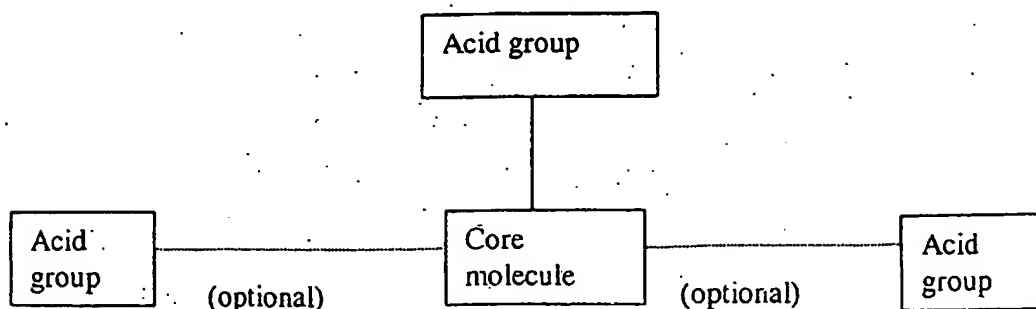 Acid group
Acid
group
(optional)
Core
molecule
(optional)
Acid
group